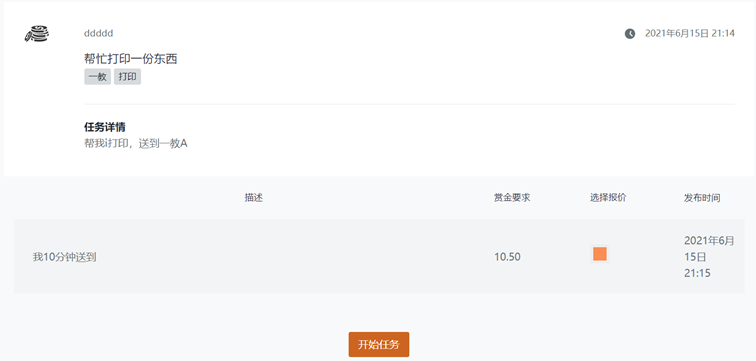 ddddd
2021年6月15日 21:14
帮忙打印一份东西
一教 打印
任务详情
帮我i打印，送到一教A
描述 赏金要求 选择报价 发布时间
我10分钟送到 10.50 2021年6月
15日
21:15
开始任务